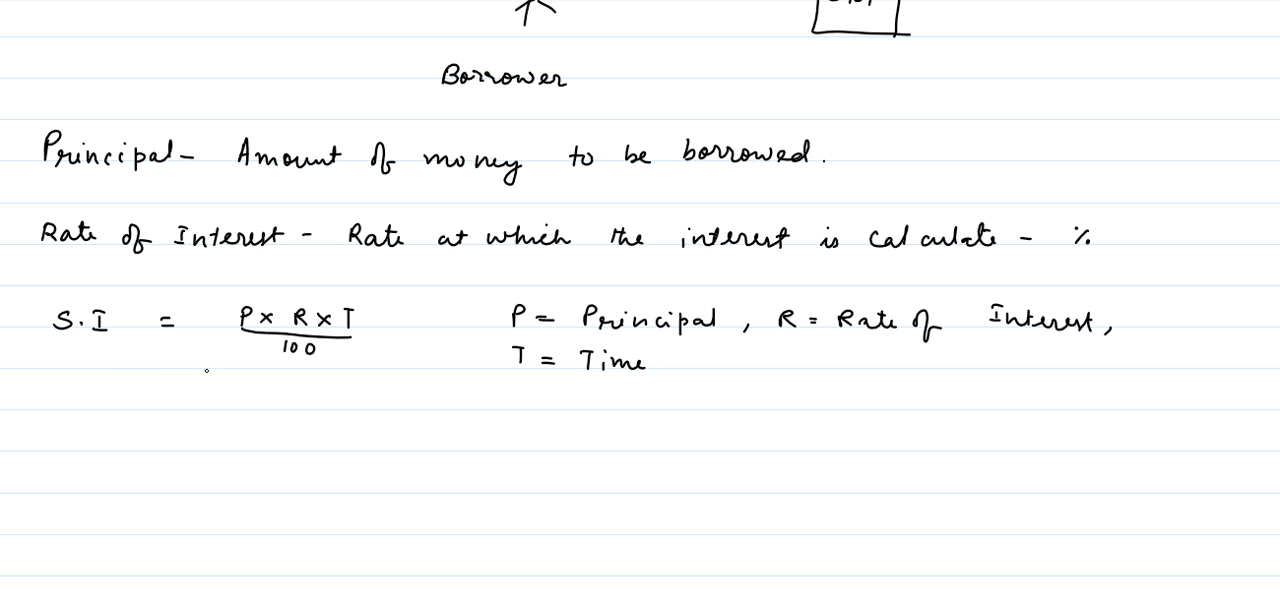 Borrower
Principal - Amount of money to be borrowed.
Rate of Interest - Rate at which the interest is calculate - %
S.I = P × R × T / 100 P = Principal, R = Rate of Interest,
T = Time